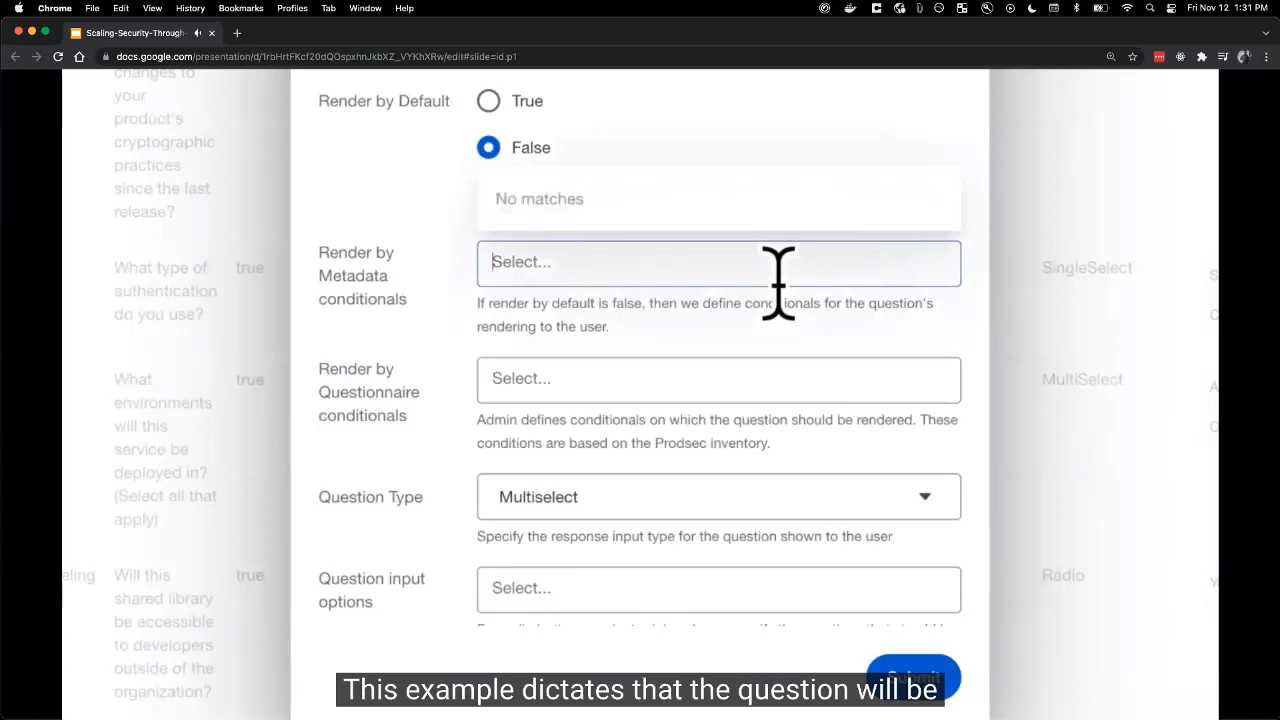 Chrome File Edit View History Bookmarks Profiles Tab Window Help
Fri Nov 12 1:31 PM
Scaling-Security-Through-
docs.google.com/presentation/d/1rbHrtFKcf20dQOspxhnJkbXZ_VYKhXRw/edit#slide=id.p1
changes to
your
product's
cryptographic
practices
since the last
release?
What type of
authentication
do you use?
true
SingleSelect
What
environments
will this
service be
deployed in?
(Select all that
apply)
true
MultiSelect
eling
Will this
shared library
be accessible
to developers
outside of the
organization?
true
Radio
Render by Default
True
False
No matches
Render by
Metadata
conditionals
Select...
If render by default is false, then we define conditionals for the question's
rendering to the user.
Render by
Questionnaire
conditionals
Select...
Admin defines conditionals on which the question should be rendered. These
conditions are based on the Prodsec inventory.
Question Type
Multiselect
Specify the response input type for the question shown to the user
Question input
options
Select...
Submit
This example dictates that the question will be